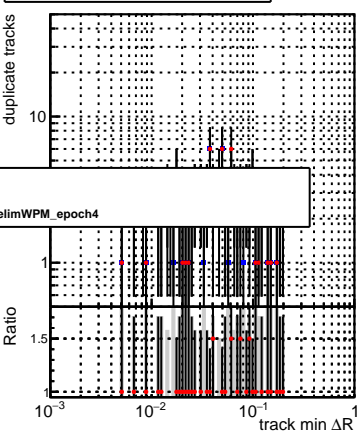 duplicate tracks
10
elimWPM_epoch4
1
Ratio
1.5
1
10⁻³ 10⁻² 10⁻¹ 1
track min ΔR